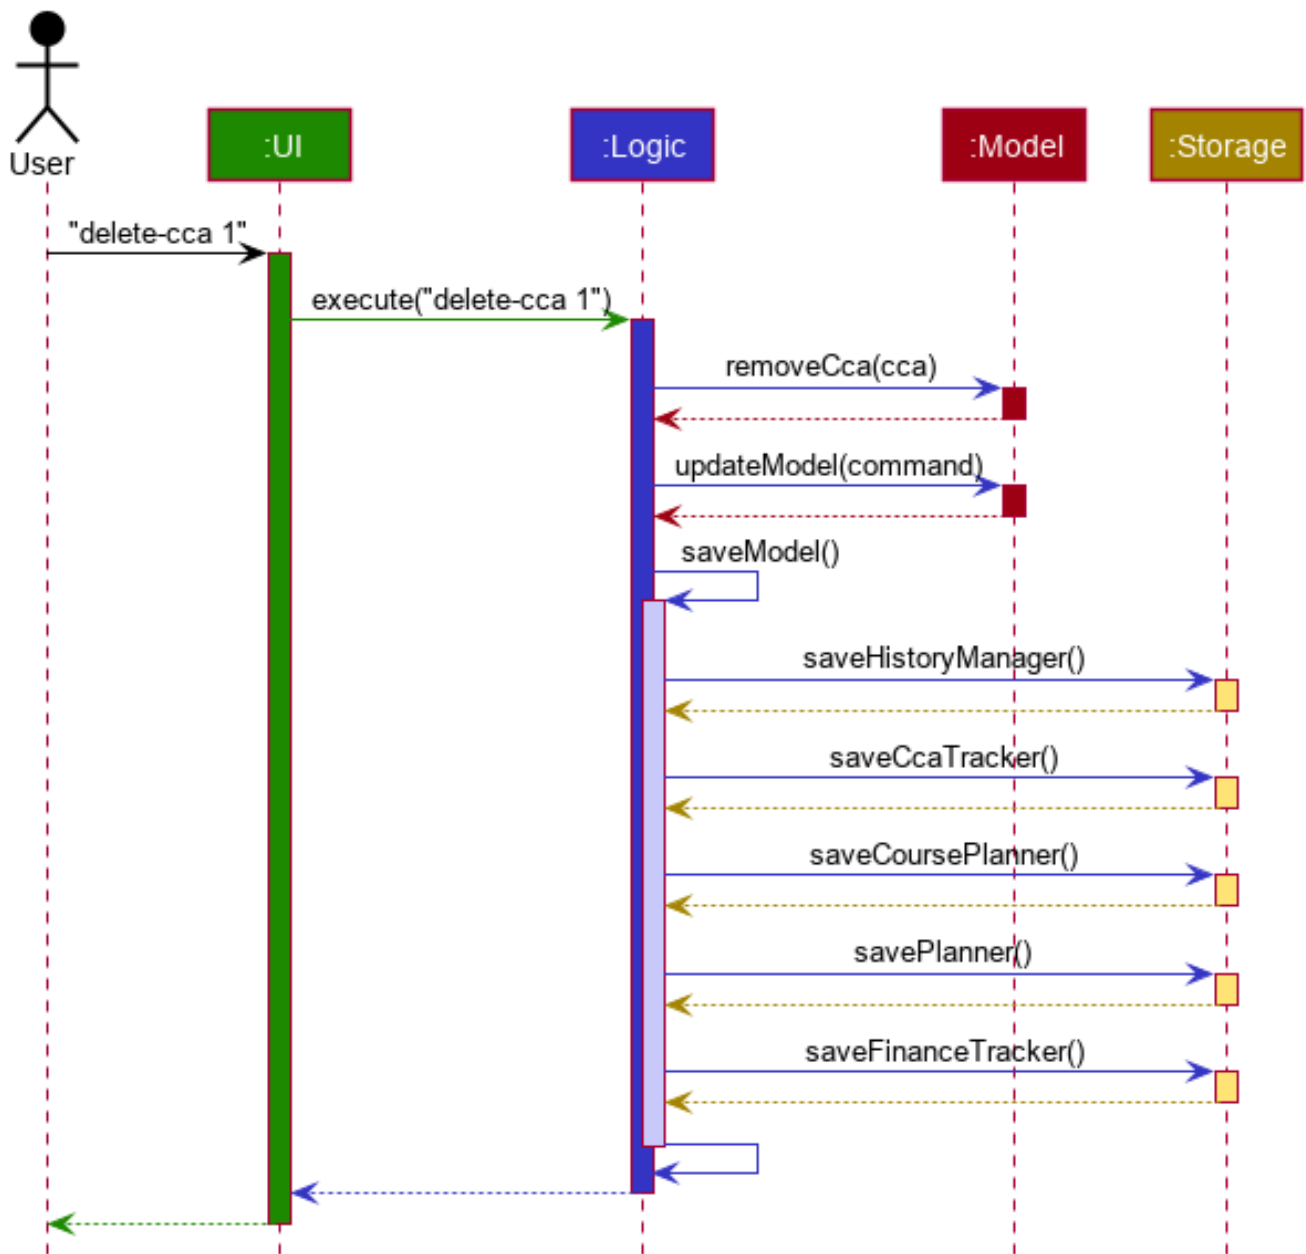 User
:UI
:Logic
:Model
:Storage
"delete-cca 1"
execute("delete-cca 1")
removeCca(cca)
updateModel(command)
saveModel()
saveHistoryManager()
saveCcaTracker()
saveCoursePlanner()
savePlanner()
saveFinanceTracker()